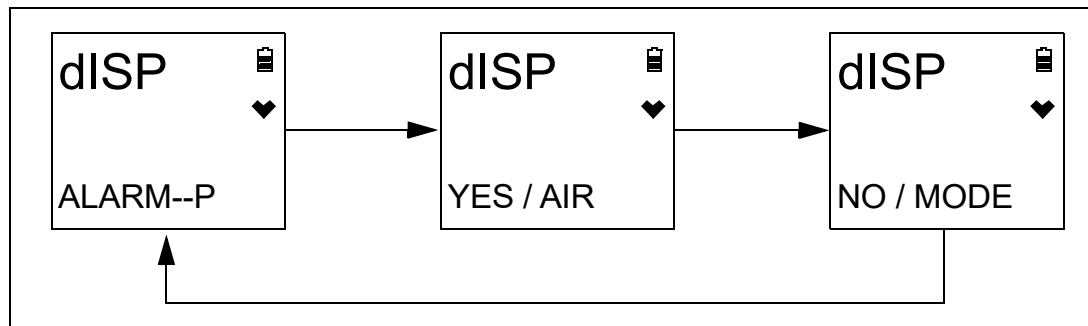 dISP
ALARM--P
dISP
YES / AIR
dISP
NO / MODE